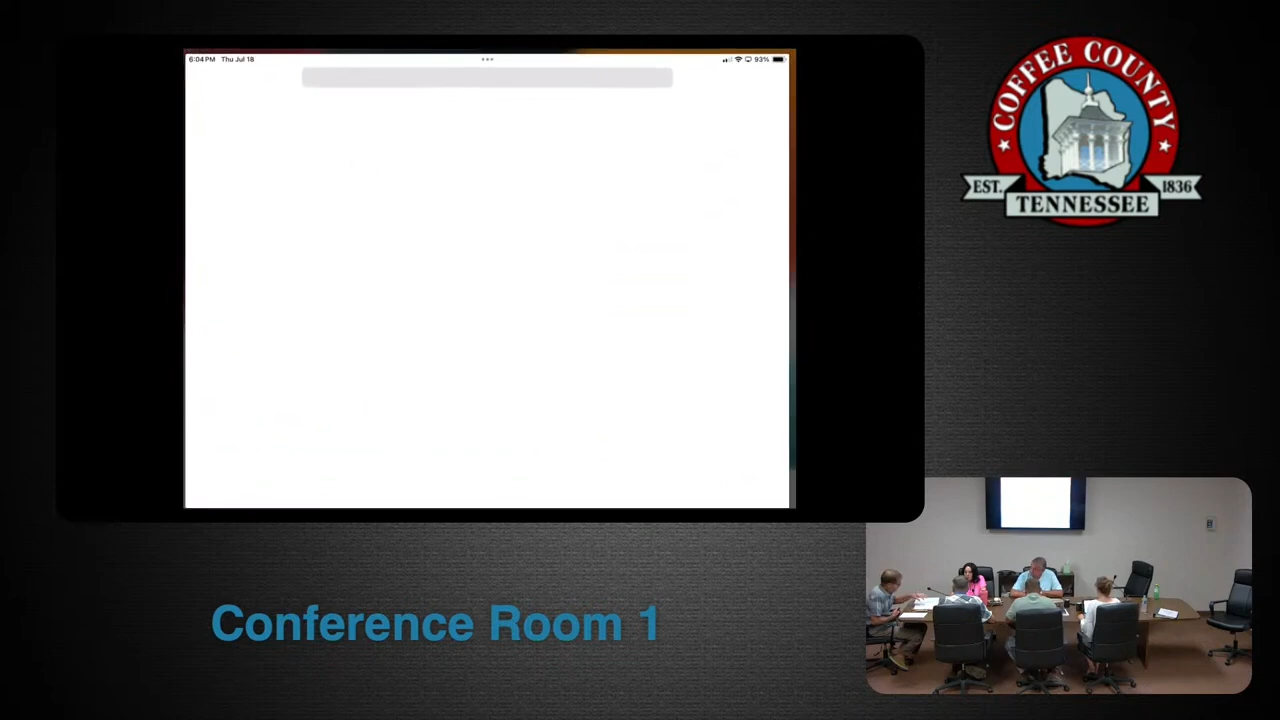 6:04 PM Thu Jul 18
93%
COFFEE COUNTY
EST. 1836
TENNESSEE
Conference Room 1